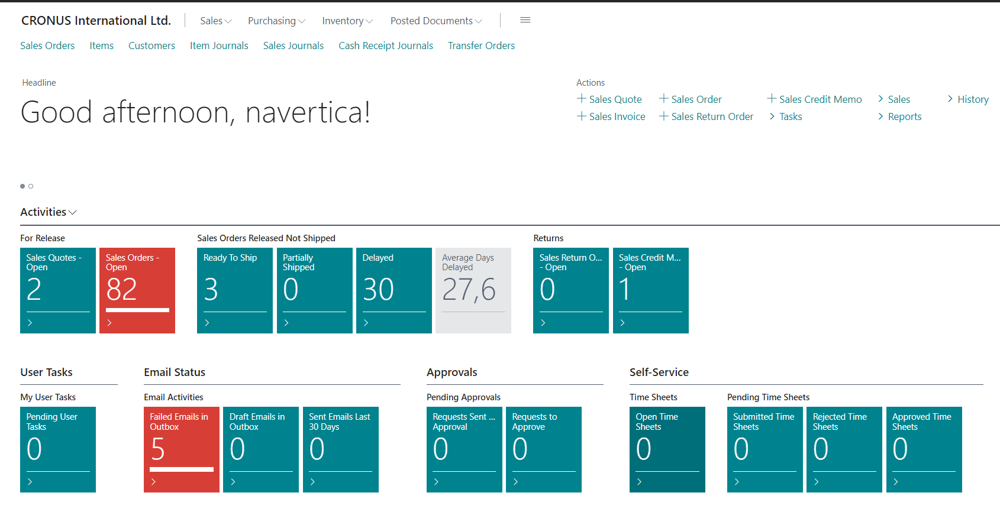 CRONUS International Ltd.
Sales
Purchasing
Inventory
Posted Documents
Sales Orders
Items
Customers
Item Journals
Sales Journals
Cash Receipt Journals
Transfer Orders
Headline
Good afternoon, navertica!
Actions
Sales Quote
Sales Order
Sales Credit Memo
Sales
History
Sales Invoice
Sales Return Order
Tasks
Reports
Activities
For Release
Sales Quotes -
Open
2
Sales Orders -
Open
82
Sales Orders Released Not Shipped
Ready To Ship
3
Partially
Shipped
0
Delayed
30
Average Days
Delayed
27,6
Returns
Sales Return O...
- Open
0
Sales Credit M...
- Open
1
User Tasks
My User Tasks
Pending User
Tasks
0
Email Status
Email Activities
Failed Emails in
Outbox
5
Draft Emails in
Outbox
0
Sent Emails Last
30 Days
0
Approvals
Pending Approvals
Requests Sent ...
Approval
0
Requests to
Approve
0
Self-Service
Time Sheets
Open Time
Sheets
0
Pending Time Sheets
Submitted Time
Sheets
0
Rejected Time
Sheets
0
Approved Time
Sheets
0